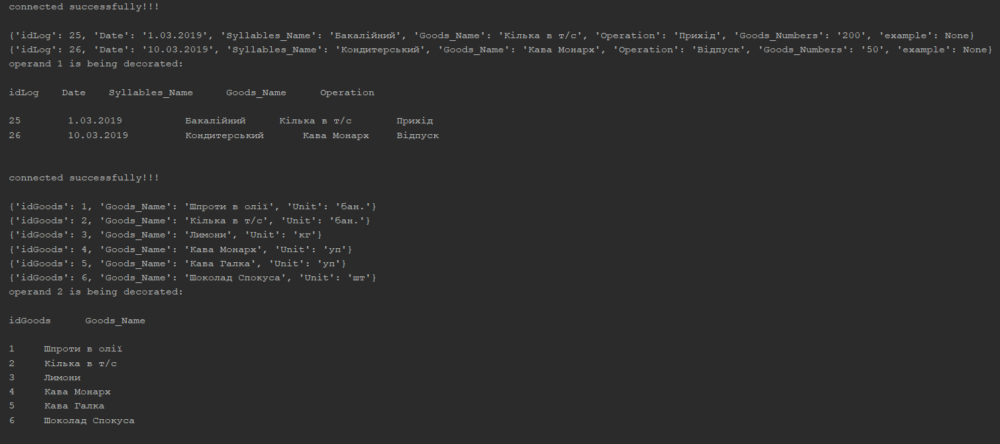 connected successfully!!!
{'idLog': 25, 'Date': '1.03.2019', 'Syllables_Name': 'Бакалійний', 'Goods_Name': 'Кілька в т/с', 'Operation': 'Прихід', 'Goods_Numbers': '200', 'example': None}
{'idLog': 26, 'Date': '10.03.2019', 'Syllables_Name': 'Кондитерський', 'Goods_Name': 'Кава Монарх', 'Operation': 'Відпуск', 'Goods_Numbers': '50', 'example': None}
operand 1 is being decorated:
idLog    Date    Syllables_Name    Goods_Name    Operation
25    1.03.2019    Бакалійний    Кілька в т/с    Прихід
26    10.03.2019    Кондитерський    Кава Монарх    Відпуск
connected successfully!!!
{'idGoods': 1, 'Goods_Name': 'Шпроти в олії', 'Unit': 'бан.'}
{'idGoods': 2, 'Goods_Name': 'Кілька в т/с', 'Unit': 'бан.'}
{'idGoods': 3, 'Goods_Name': 'Лимони', 'Unit': 'кг'}
{'idGoods': 4, 'Goods_Name': 'Кава Монарх', 'Unit': 'уп'}
{'idGoods': 5, 'Goods_Name': 'Кава Галка', 'Unit': 'уп'}
{'idGoods': 6, 'Goods_Name': 'Шоколад Спокуса', 'Unit': 'шт'}
operand 2 is being decorated:
idGoods    Goods_Name
1    Шпроти в олії
2    Кілька в т/с
3    Лимони
4    Кава Монарх
5    Кава Галка
6    Шоколад Спокуса